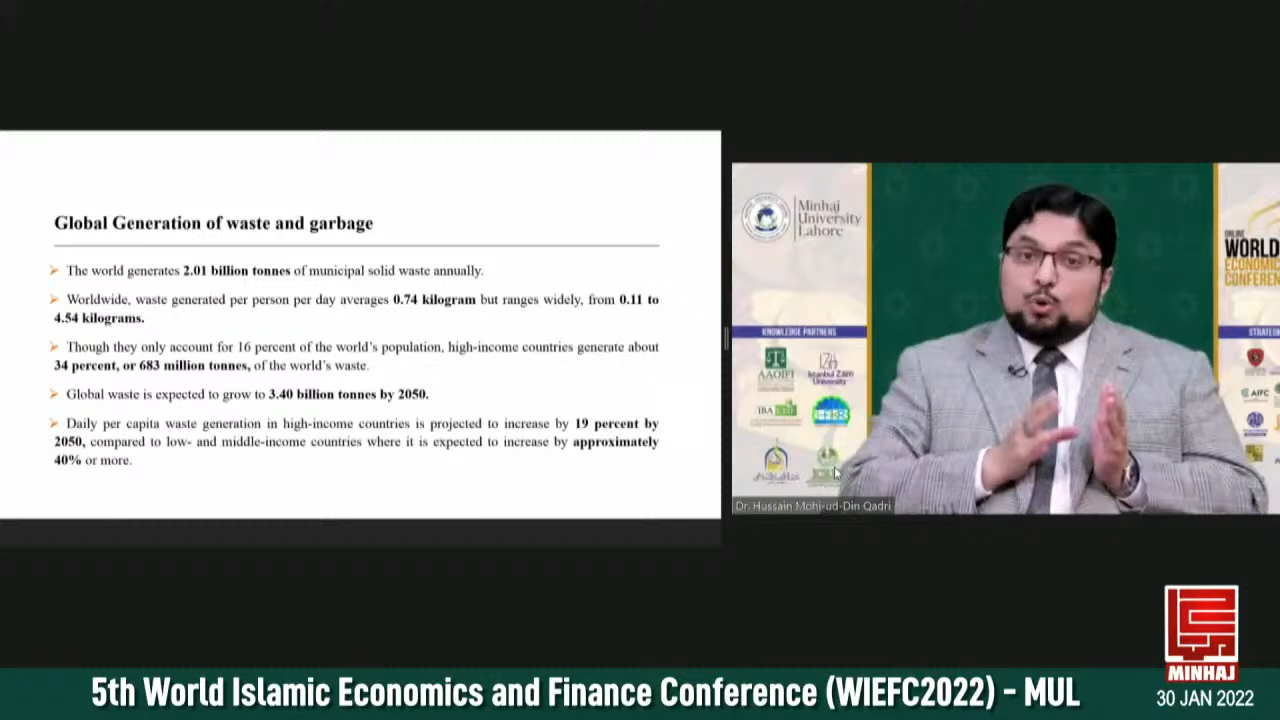 Global Generation of waste and garbage
The world generates 2.01 billion tonnes of municipal solid waste annually.
Worldwide, waste generated per person per day averages 0.74 kilogram but ranges widely, from 0.11 to
4.54 kilograms.
Though they only account for 16 percent of the world's population, high-income countries generate about
34 percent, or 683 million tonnes, of the world's waste.
Global waste is expected to grow to 3.40 billion tonnes by 2050.
Daily per capita waste generation in high-income countries is projected to increase by 19 percent by
2050, compared to low- and middle-income countries where it is expected to increase by approximately
40% or more.
Minhaj
University
Lahore
KNOWLEDGE PARTNERS
AAOIFI
Istanbul Zaim
University
IBA
ONLINE
WORLD
ECONOMIC
CONFEREN
STRATEG
AIFC
Dr. Hussain Mohi-ud-Din Qadri
MINHAJ
5th World Islamic Economics and Finance Conference (WIEFC2022) - MUL
30 JAN 2022